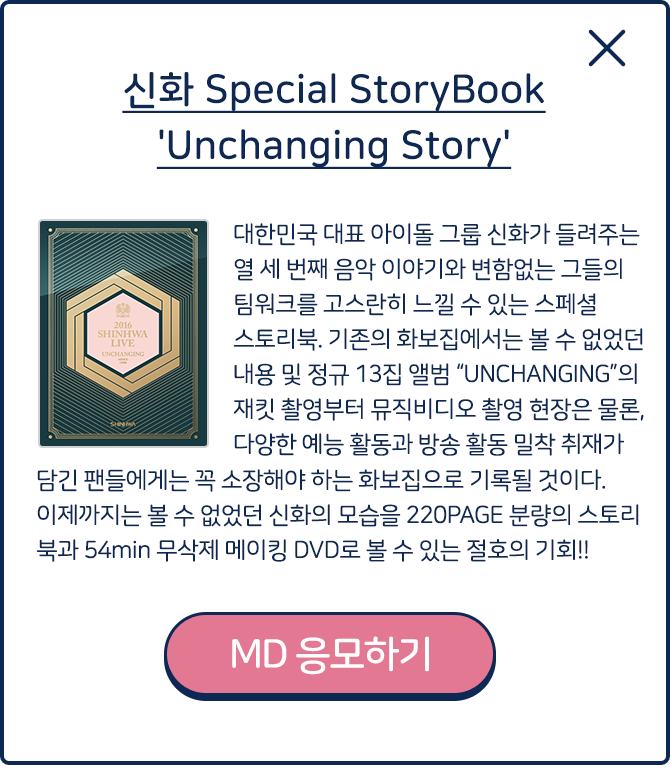 신화 Special StoryBook
'Unchanging Story'
대한민국 대표 아이돌 그룹 신화가 들려주는
열 세 번째 음악 이야기와 변함없는 그들의
팀워크를 고스란히 느낄 수 있는 스페셜
스토리북. 기존의 화보집에서는 볼 수 없었던
내용 및 정규 13집 앨범 “UNCHANGING”의
재킷 촬영부터 뮤직비디오 촬영 현장은 물론,
다양한 예능 활동과 방송 활동 밀착 취재가
담긴 팬들에게는 꼭 소장해야 하는 화보집으로 기록될 것이다.
이제까지는 볼 수 없었던 신화의 모습을 220PAGE 분량의 스토리
북과 54min 무삭제 메이킹 DVD로 볼 수 있는 절호의 기회!!
2016
SHINHWA
LIVE
UNCHANGING
SHINHWA
MD 응모하기